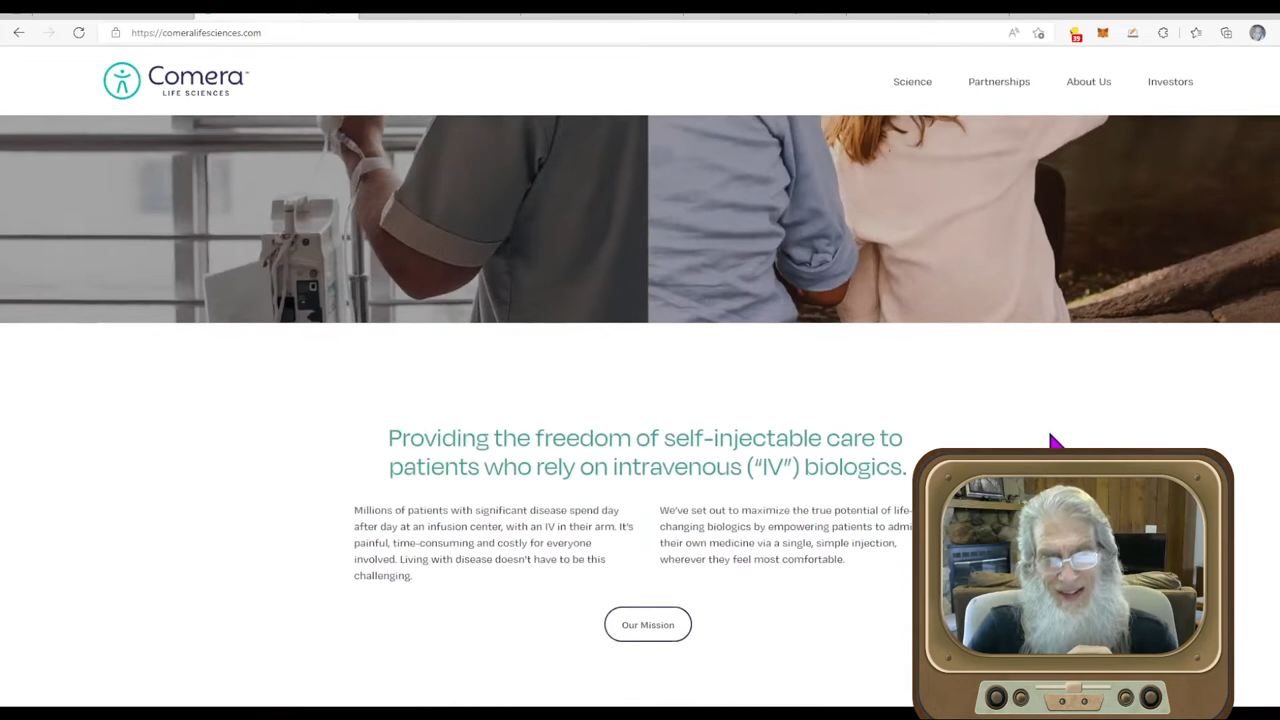 https://comeralifesciences.com
39
Comera™
LIFE SCIENCES
Science
Partnerships
About Us
Investors
Providing the freedom of self-injectable care to
patients who rely on intravenous (“IV”) biologics.
Millions of patients with significant disease spend day
after day at an infusion center, with an IV in their arm. It’s
painful, time-consuming and costly for everyone
involved. Living with disease doesn’t have to be this
challenging.
We’ve set out to maximize the true potential of life-
changing biologics by empowering patients to admi
their own medicine via a single, simple injection,
wherever they feel most comfortable.
Our Mission